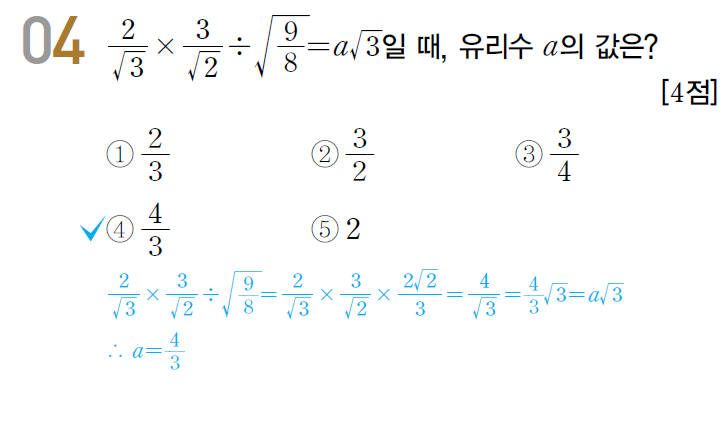 04 2/√3 × 3/√2 ÷ √(9/8) = a√3일 때, 유리수 a의 값은?
[4점]
① 2/3 ② 3/2 ③ 3/4
✓④ 4/3 ⑤ 2
2/√3 × 3/√2 ÷ √(9/8) = 2/√3 × 3/√2 × 2√2/3 = 4/√3 = 4/3 √3 = a√3
∴ a = 4/3